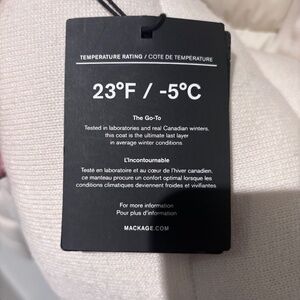 TEMPERATURE RATING / COTE DE TEMPÉRATURE
23°F / -5°C
The Go-To
Tested in laboratories and real Canadian winters,
this coat is the ultimate last layer
in average winter conditions
L'Incontournable
Testé en laboratoire et au cœur de l'hiver canadien,
ce manteau procure un confort optimal lorsque les
conditions climatiques deviennent froides et vivifiantes
For more information
Pour plus d'information
MACKAGE.COM